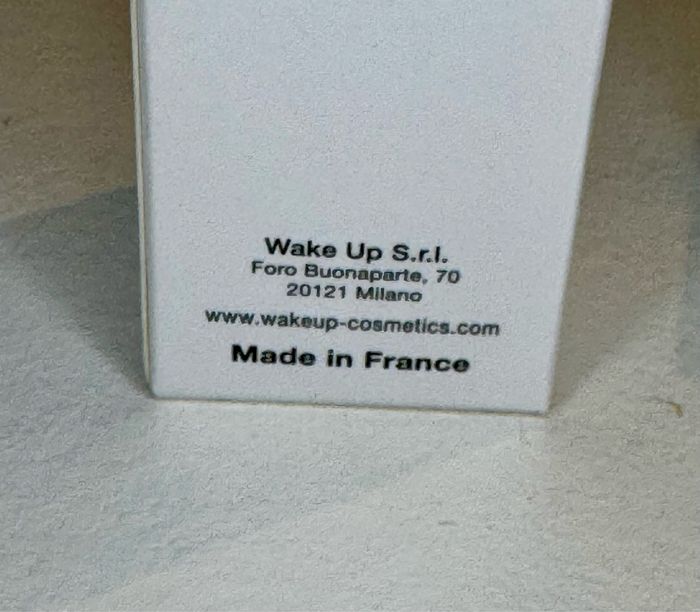 Wake Up S.r.l.
Foro Buonaparte, 70
20121 Milano
www.wakeup-cosmetics.com
Made in France